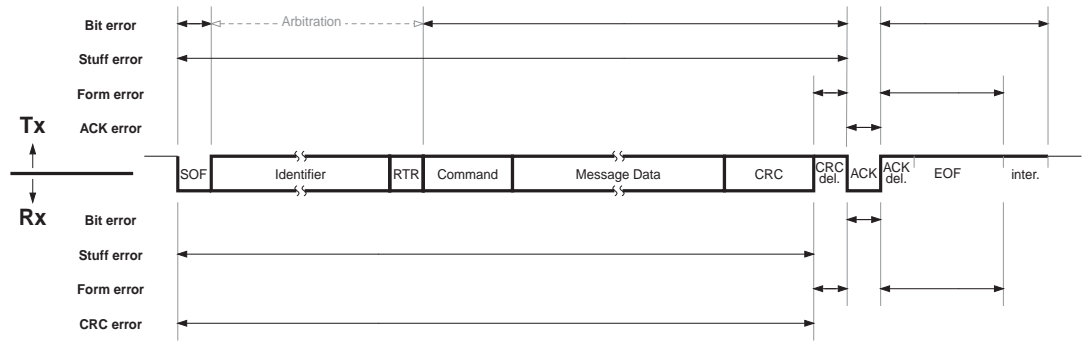 Bit error
Arbitration
Stuff error
Form error
ACK error
Tx
SOF Identifier RTR Command Message Data CRC CRC del. ACK ACK del. EOF inter.
Rx
Bit error
Stuff error
Form error
CRC error